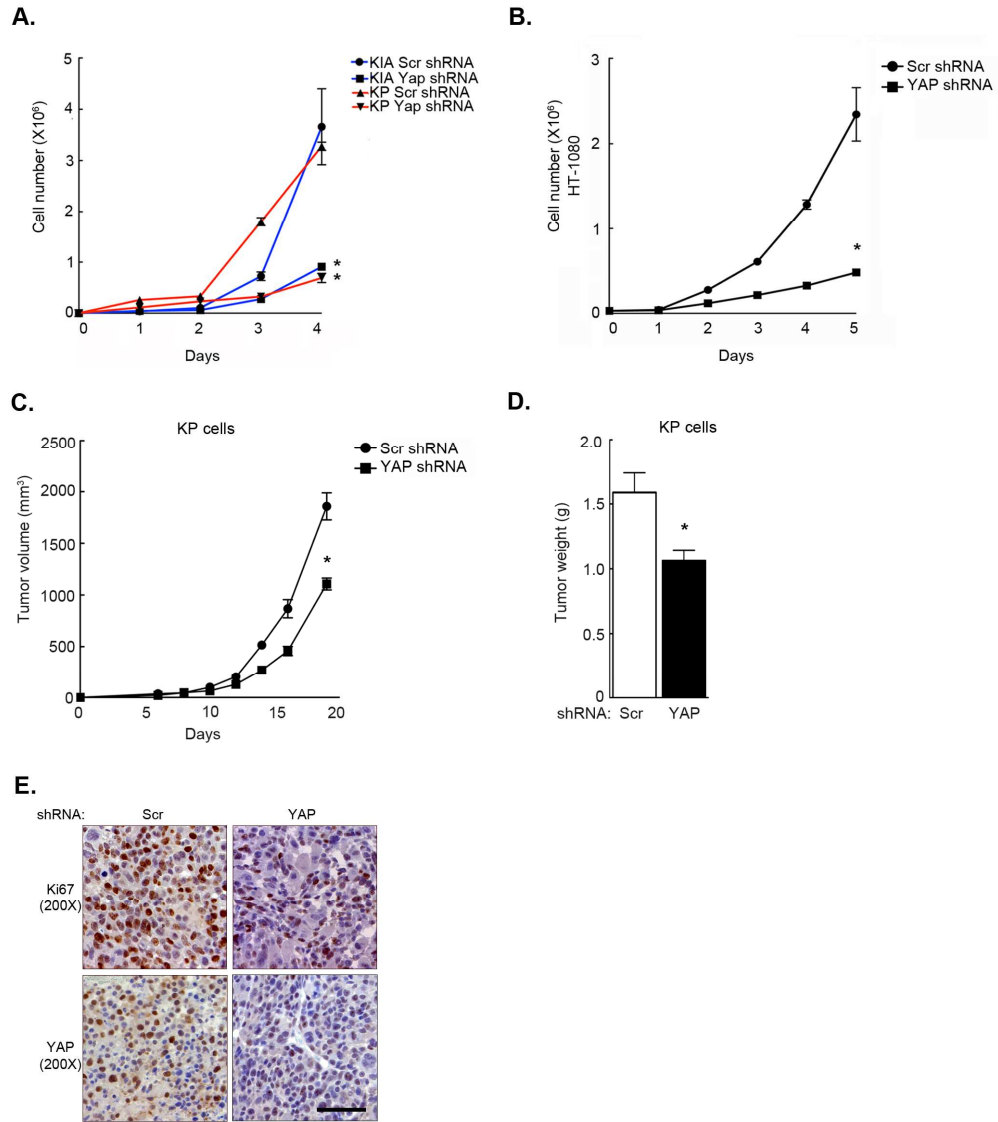 A.
Cell number (X10⁶)
5
4
3
2
1
0
0 1 2 3 4
Days
KIA Scr shRNA
KIA Yap shRNA
KP Scr shRNA
KP Yap shRNA
*
*
B.
Cell number (X10⁶)
HT-1080
3
2
1
0
0 1 2 3 4 5
Days
Scr shRNA
YAP shRNA
*
C.
KP cells
Tumor volume (mm³)
2500
2000
1500
1000
500
0
0 5 10 15 20
Days
Scr shRNA
YAP shRNA
*
D.
KP cells
Tumor weight (g)
2.0
1.5
1.0
0.5
0
*
shRNA: Scr YAP
E.
shRNA: Scr YAP
Ki67
(200X)
YAP
(200X)